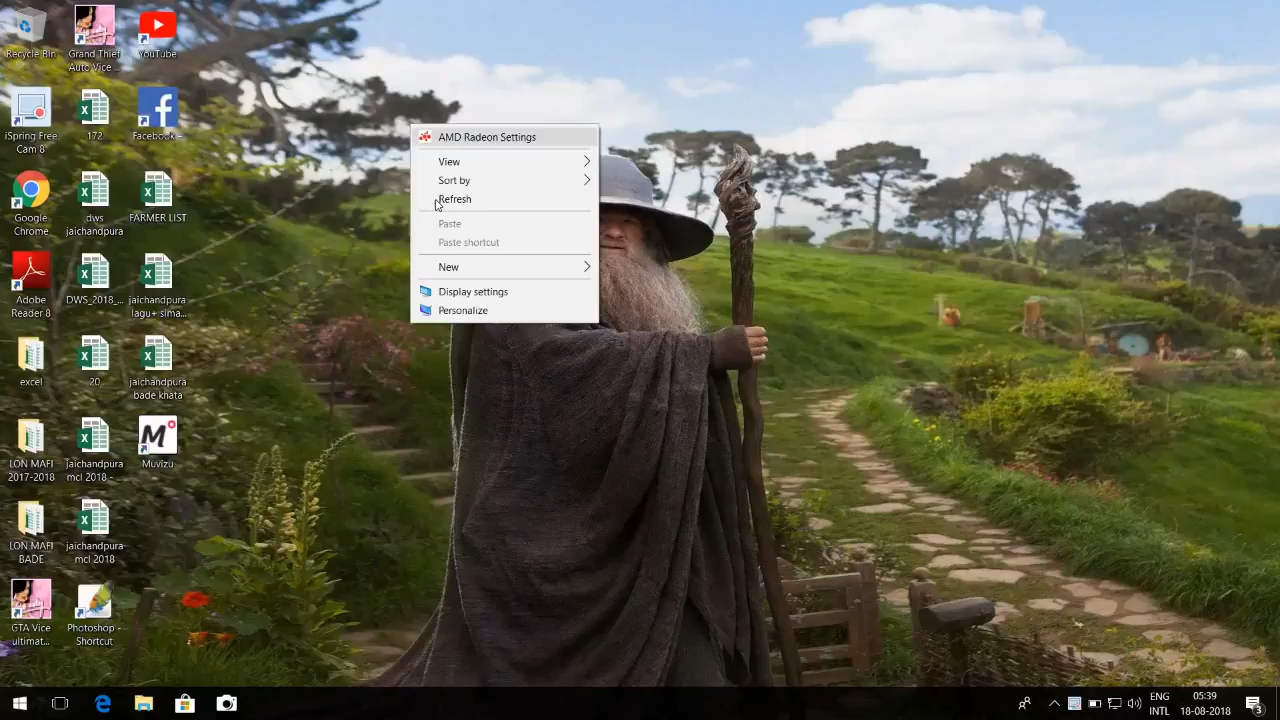 Recycle Bin
Grand Thief
Auto Vice ...
YouTube
iSpring Free
Cam 8
172
Facebook -
Google
Chrome
dws
jaichandpura
FARMER LIST
Adobe
Reader 8
DWS_2018_...
jaichandpura
lagu+ sima...
excel
20
jaichandpura
bade khata
LON MAFI
2017-2018
jaichandpura
mcl 2018 -
Muvizu
LON MAFI
BADE
jaichandpura
mcl 2018
GTA Vice
ultimat...
Photoshop -
Shortcut
AMD Radeon Settings
View
Sort by
Refresh
Paste
Paste shortcut
New
Display settings
Personalize
ENG
INTL
05:39
18-08-2018
3